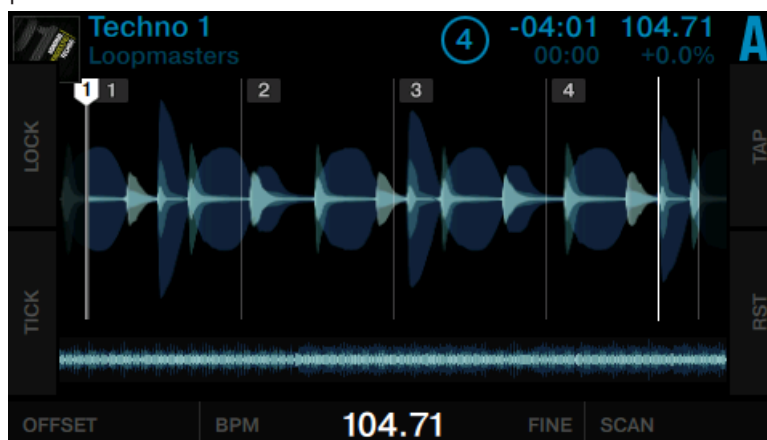 Techno 1
Loopmasters
4
-04:01 104.71
00:00 +0.0%
A
LOCK
TICK
TAP
RST
1 1 2 3 4
OFFSET BPM 104.71 FINE SCAN